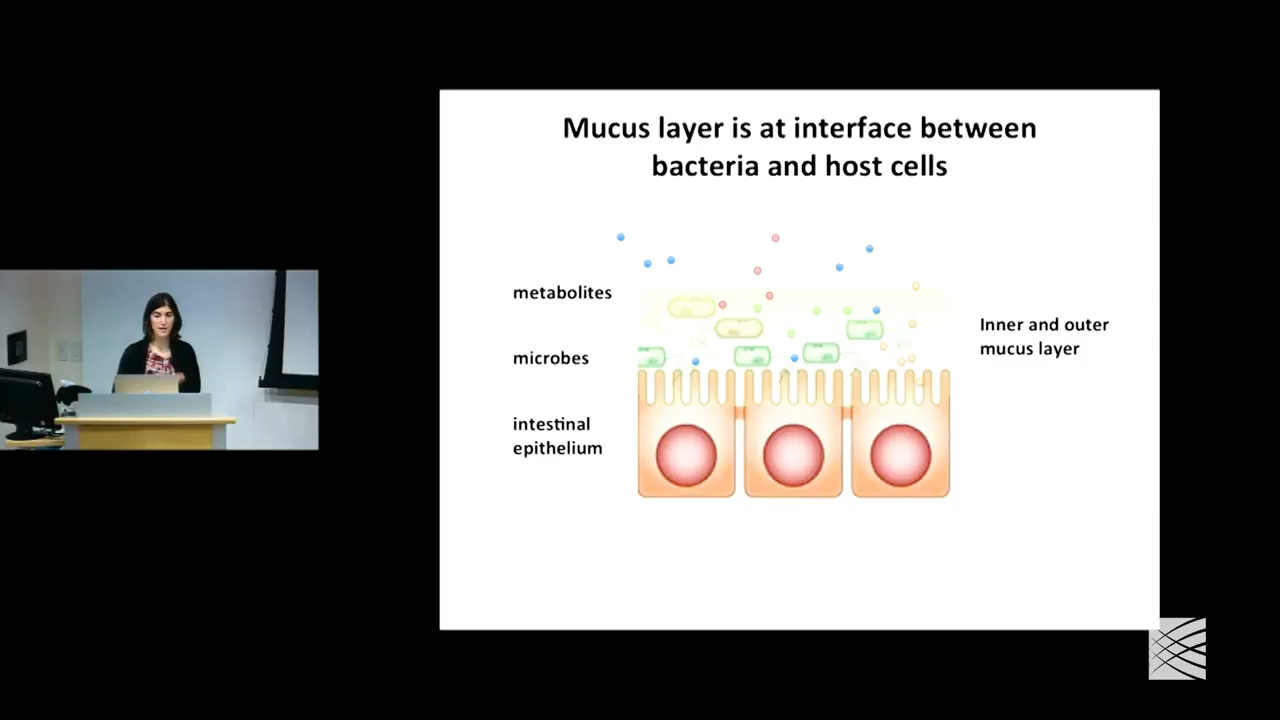 Mucus layer is at interface between
bacteria and host cells
metabolites
microbes
intestinal
epithelium
Inner and outer
mucus layer